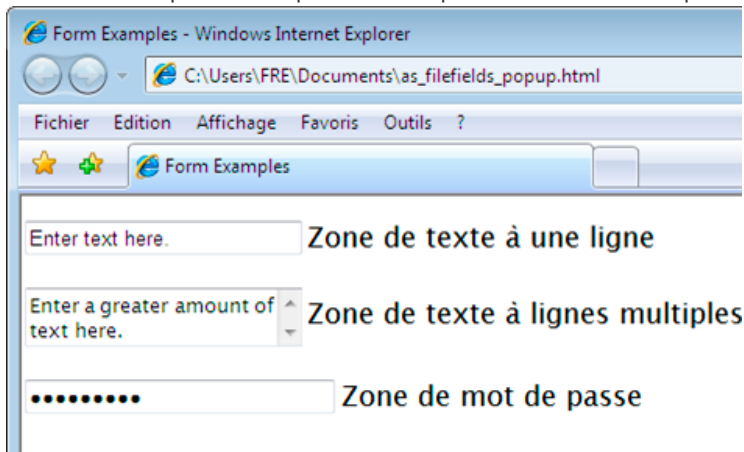 Form Examples - Windows Internet Explorer
C:\Users\FRE\Documents\as_filefields_popup.html
Fichier Edition Affichage Favoris Outils ?
Form Examples
Enter text here. Zone de texte à une ligne
Enter a greater amount of
text here.
Zone de texte à lignes multiples
••••••••• Zone de mot de passe